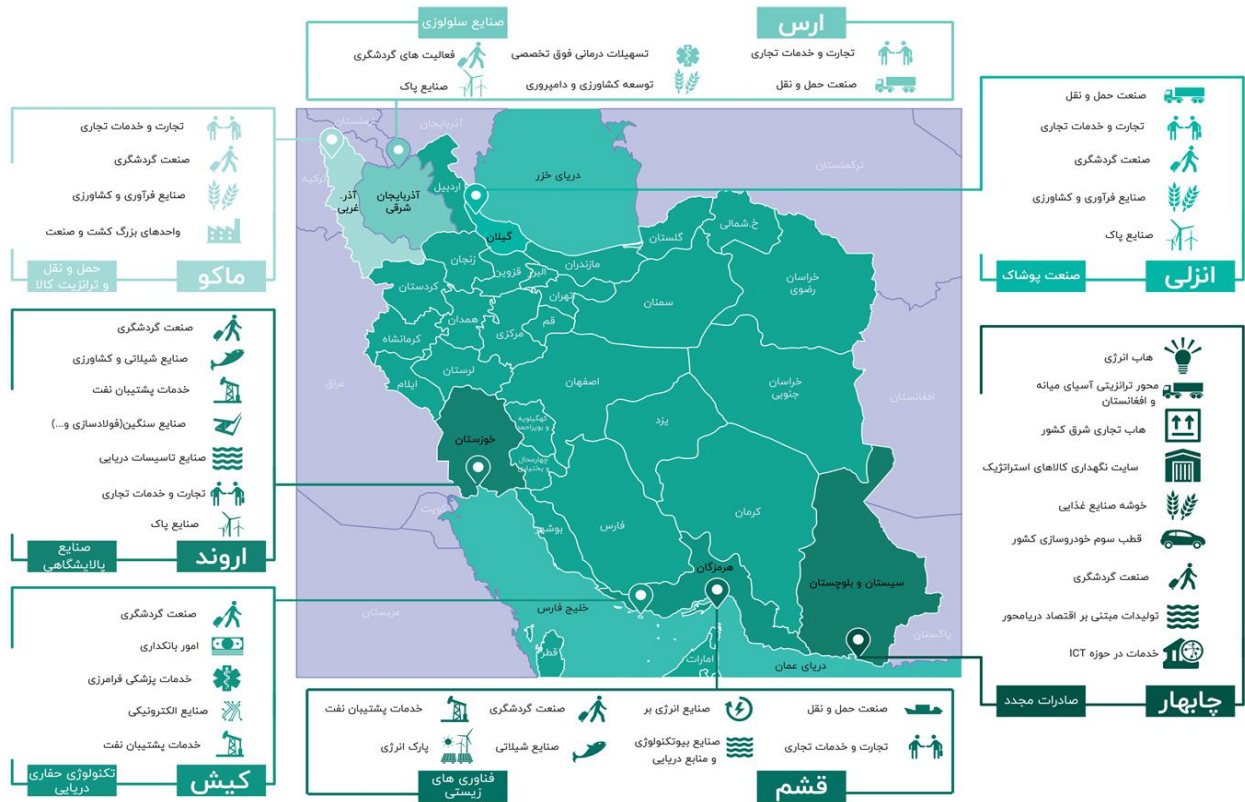 صنایع سلولوزی
ارس
تجارت و خدمات تجاری
تسهیلات درمانی فوق تخصصی
فعالیت های گردشگری
صنعت حمل و نقل
توسعه کشاورزی و دامپروری
صنایع پاک
صنعت حمل و نقل
تجارت و خدمات تجاری
صنعت گردشگری
صنایع فرآوری و کشاورزی
صنایع پاک
انزلی
صنعت پوشاک
هاب انرژی
محور ترانزیتی آسیای میانه
و افغانستان
هاب تجاری شرق کشور
سایت نگهداری کالاهای استراتژیک
خوشه صنایع غذایی
قطب سوم خودروسازی کشور
صنعت گردشگری
تولیدات مبتنی بر اقتصاد دریامحور
خدمات در حوزه ICT
چابهار
صادرات مجدد
تجارت و خدمات تجاری
صنعت گردشگری
صنایع فرآوری و کشاورزی
واحدهای بزرگ کشت و صنعت
ماکو
حمل و نقل
و ترانزیت کالا
صنعت گردشگری
صنایع شیلاتی و کشاورزی
خدمات پشتیبان نفت
صنایع سنگین(فولادسازی و...)
صنایع تاسیسات دریایی
تجارت و خدمات تجاری
صنایع پاک
اروند
صنایع
پالایشگاهی
صنعت گردشگری
امور بانکداری
خدمات پزشکی فرامرزی
صنایع الکترونیکی
خدمات پشتیبان نفت
کیش
تکنولوژی حفاری
دریایی
صنعت حمل و نقل
صنایع انرژی بر
صنعت گردشگری
خدمات پشتیبان نفت
تجارت و خدمات تجاری
صنایع بیوتکنولوژی
و منابع دریایی
صنایع شیلاتی
پارک انرژی
قشم
فناوری های
زیستی
ارمنستان
آذربایجان
ترکیه
ترکمنستان
دریای خزر
آذر.
غربی
آذربایجان
شرقی
اردبیل
گیلان
زنجان
قزوین
البرز
مازندران
گلستان
خ.شمالی
خراسان
رضوی
کردستان
همدان
تهران
قم
مرکزی
سمنان
کرمانشاه
لرستان
ایلام
اصفهان
خراسان
جنوبی
افغانستان
عراق
خوزستان
کهگیلویه
و بویراحمد
چهارمحال
و بختیاری
یزد
کویت
بوشهر
فارس
کرمان
هرمزگان
سیستان و بلوچستان
پاکستان
عربستان
خلیج فارس
قطر
امارات
دریای عمان